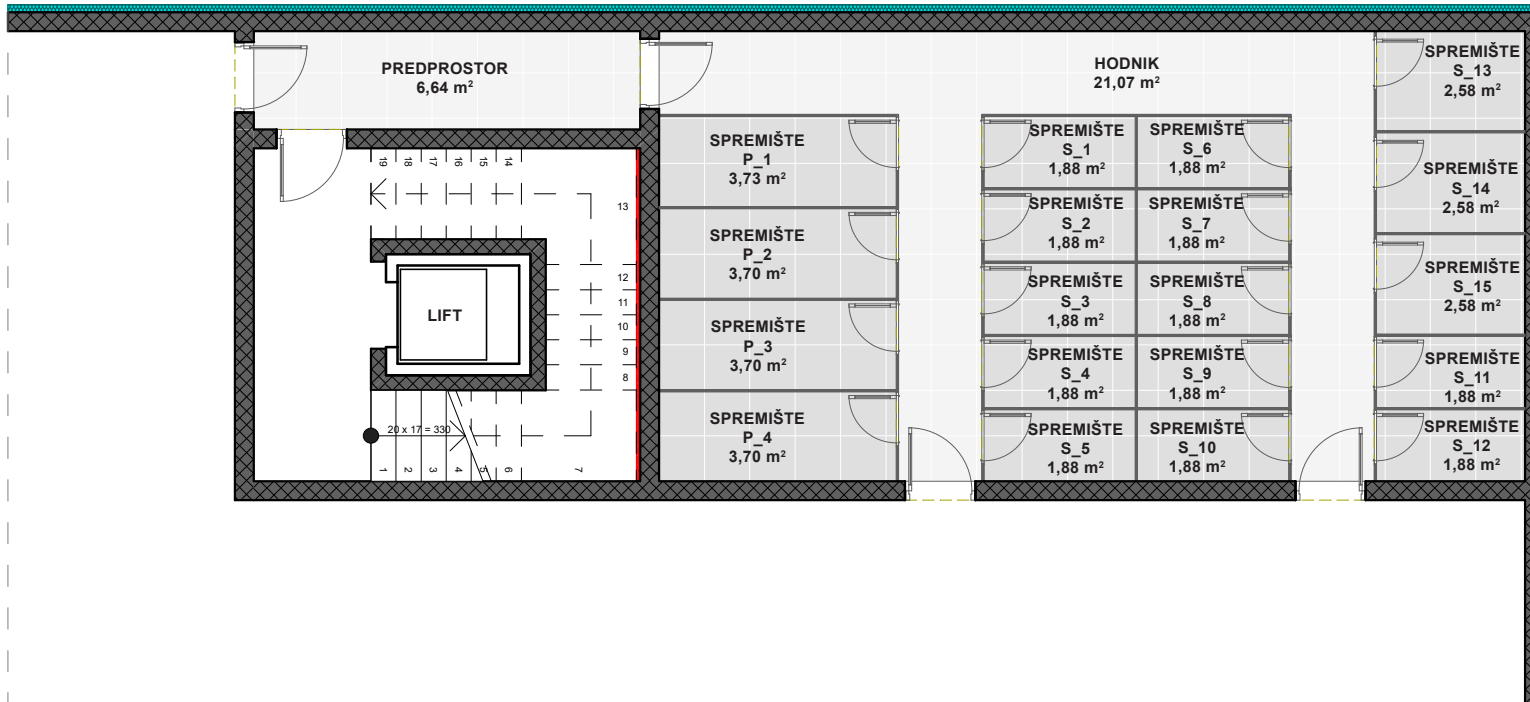 PREDPROSTOR
6,64 m²
HODNIK
21,07 m²
SPREMIŠTE
S_13
2,58 m²
SPREMIŠTE
P_1
3,73 m²
SPREMIŠTE
S_1
1,88 m²
SPREMIŠTE
S_6
1,88 m²
SPREMIŠTE
S_14
2,58 m²
SPREMIŠTE
P_2
3,70 m²
SPREMIŠTE
S_2
1,88 m²
SPREMIŠTE
S_7
1,88 m²
SPREMIŠTE
S_15
2,58 m²
SPREMIŠTE
P_3
3,70 m²
SPREMIŠTE
S_3
1,88 m²
SPREMIŠTE
S_8
1,88 m²
SPREMIŠTE
S_11
1,88 m²
SPREMIŠTE
S_4
1,88 m²
SPREMIŠTE
S_9
1,88 m²
SPREMIŠTE
P_4
3,70 m²
SPREMIŠTE
S_5
1,88 m²
SPREMIŠTE
S_10
1,88 m²
SPREMIŠTE
S_12
1,88 m²
19
18
17
16
15
14
13
12
11
10
9
8
LIFT
20 x 17 = 330
1
2
3
4
5
6
7